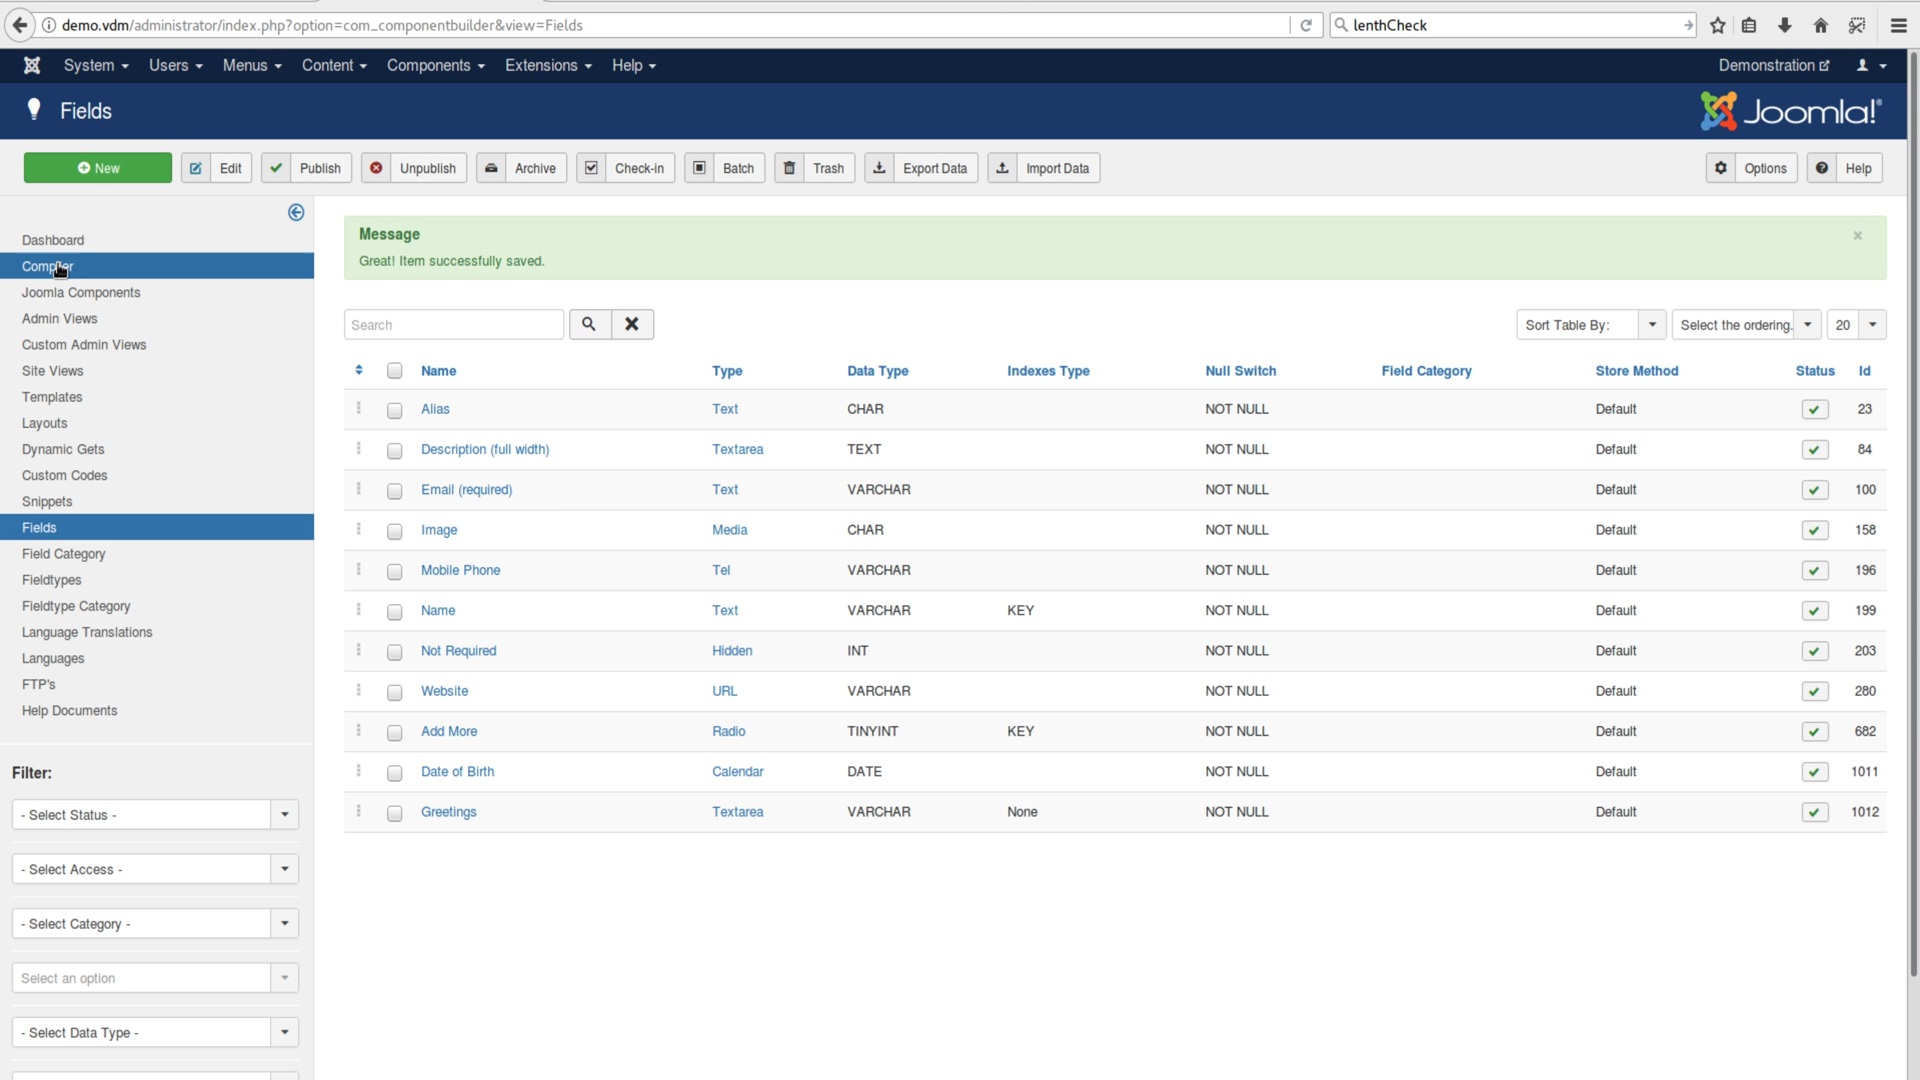 demo.vdm/administrator/index.php?option=com_componentbuilder&view=Fields
lenthCheck
System Users Menus Content Components Extensions Help Demonstration
Fields
Joomla!®
New Edit Publish Unpublish Archive Check-in Batch Trash Export Data Import Data Options Help
Dashboard
Compiler
Joomla Components
Admin Views
Custom Admin Views
Site Views
Templates
Layouts
Dynamic Gets
Custom Codes
Snippets
Fields
Field Category
Fieldtypes
Fieldtype Category
Language Translations
Languages
FTP's
Help Documents
Filter:
- Select Status -
- Select Access -
- Select Category -
Select an option
- Select Data Type -
Message
Great! Item successfully saved.
Search
Sort Table By: Select the ordering. 20
Name Type Data Type Indexes Type Null Switch Field Category Store Method Status Id
Alias Text CHAR NOT NULL Default 23
Description (full width) Textarea TEXT NOT NULL Default 84
Email (required) Text VARCHAR NOT NULL Default 100
Image Media CHAR NOT NULL Default 158
Mobile Phone Tel VARCHAR NOT NULL Default 196
Name Text VARCHAR KEY NOT NULL Default 199
Not Required Hidden INT NOT NULL Default 203
Website URL VARCHAR NOT NULL Default 280
Add More Radio TINYINT KEY NOT NULL Default 682
Date of Birth Calendar DATE NOT NULL Default 1011
Greetings Textarea VARCHAR None NOT NULL Default 1012